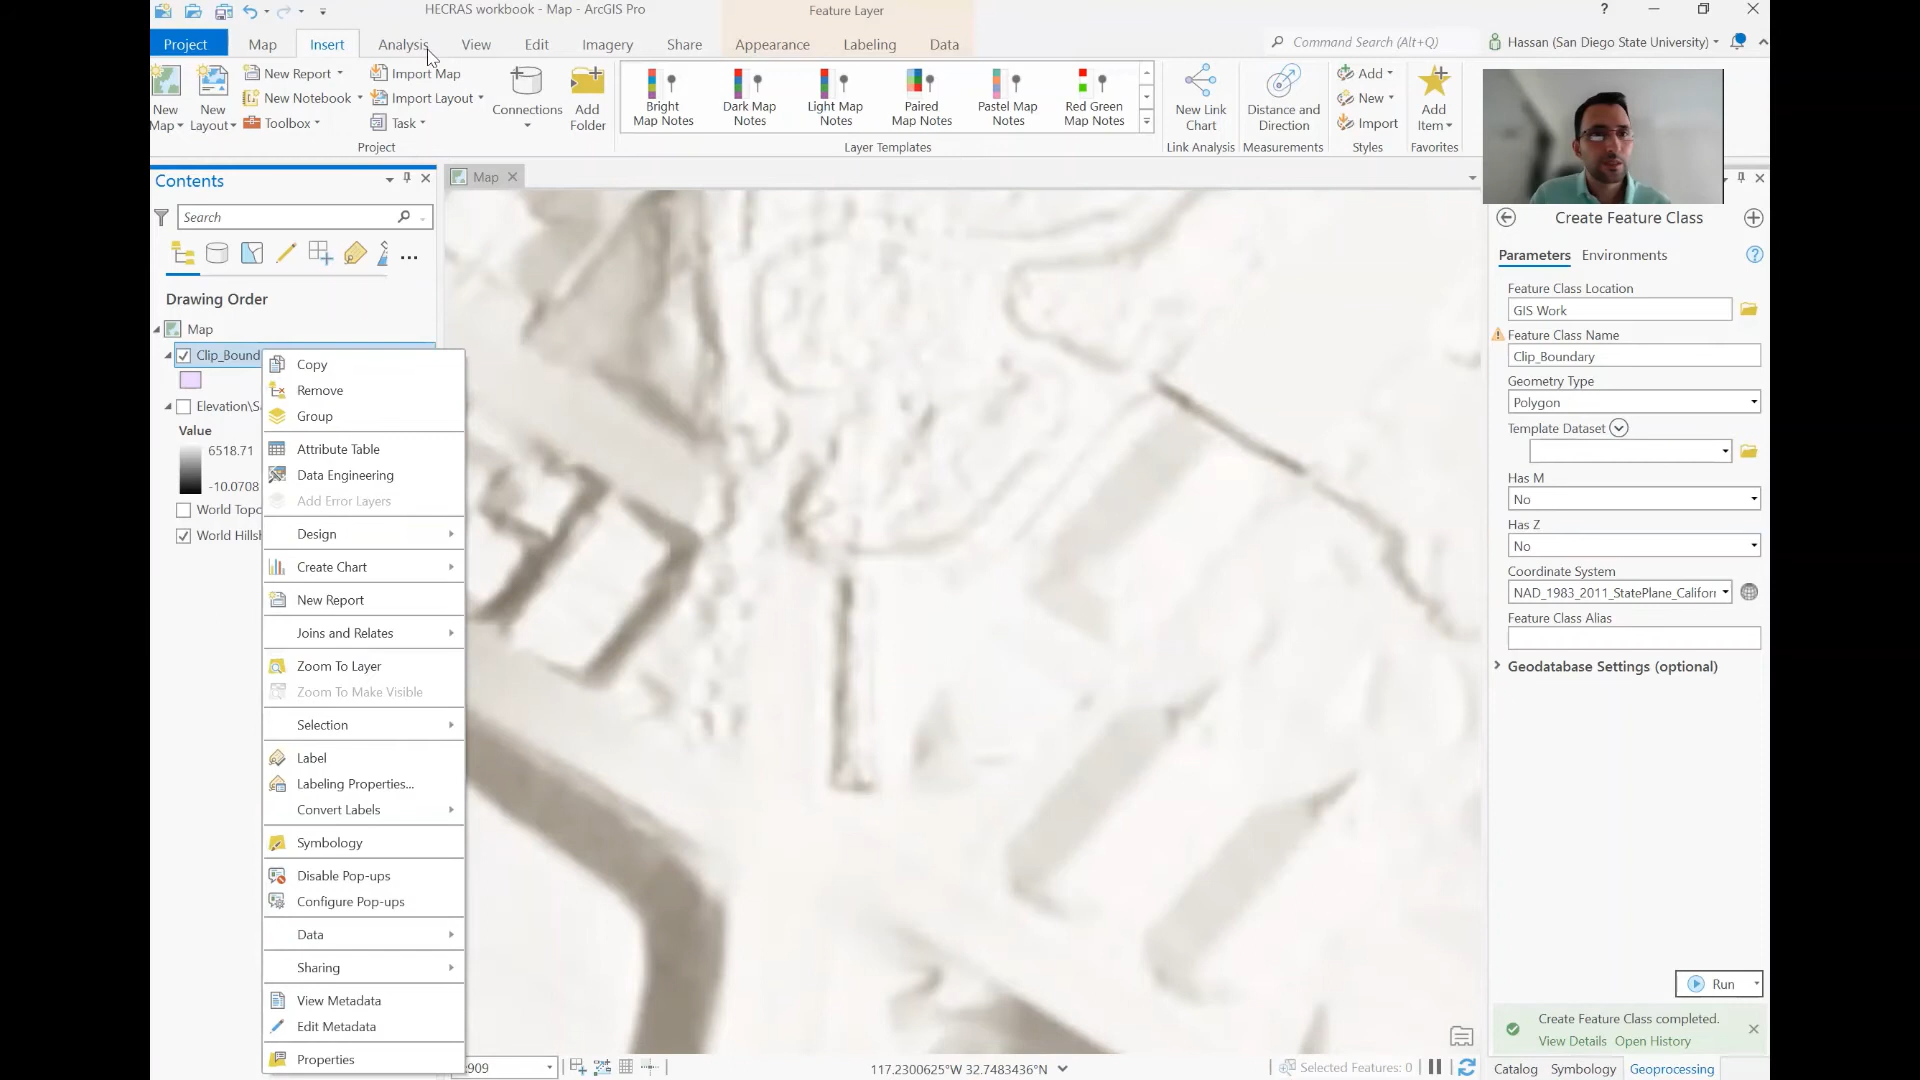 HECRAS workbook - Map - ArcGIS Pro
Feature Layer
?
Project Map Insert Analysis View Edit Imagery Share Appearance Labeling Data
Command Search (Alt+Q)
Hassan (San Diego State University)
New Map
New Layout
New Report
New Notebook
Toolbox
Import Map
Import Layout
Task
Project
Connections
Add Folder
Bright Map Notes
Dark Map Notes
Light Map Notes
Paired Map Notes
Pastel Map Notes
Red Green Map Notes
Layer Templates
New Link Chart
Link Analysis
Distance and Direction
Measurements
Add
New
Import
Styles
Add Item
Favorites
Contents
Search
Drawing Order
Map
Clip_Bound
Elevation\S
Value
6518.71
-10.0708
World Topo
World Hills
Copy
Remove
Group
Attribute Table
Data Engineering
Add Error Layers
Design
Create Chart
New Report
Joins and Relates
Zoom To Layer
Zoom To Make Visible
Selection
Label
Labeling Properties...
Convert Labels
Symbology
Disable Pop-ups
Configure Pop-ups
Data
Sharing
View Metadata
Edit Metadata
Properties
Map
909
117.2300625°W 32.7483436°N
Selected Features: 0
Create Feature Class
Parameters Environments
?
Feature Class Location
GIS Work
Feature Class Name
Clip_Boundary
Geometry Type
Polygon
Template Dataset
Has M
No
Has Z
No
Coordinate System
NAD_1983_2011_StatePlane_Califorr
Feature Class Alias
Geodatabase Settings (optional)
Run
Create Feature Class completed.
View Details Open History
Catalog Symbology Geoprocessing